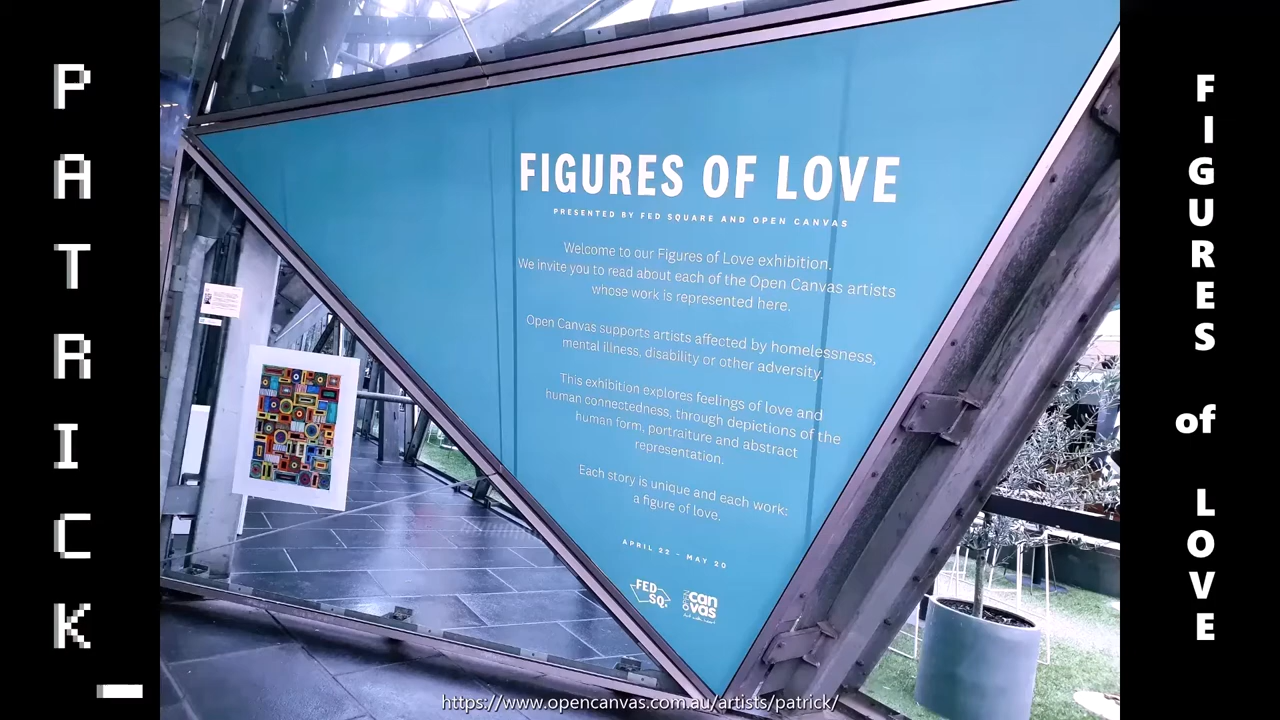 PATRICK_
FIGURES OF LOVE
PRESENTED BY FED SQUARE AND OPEN CANVAS
Welcome to our Figures of Love exhibition.
We invite you to read about each of the Open Canvas artists
whose work is represented here.
Open Canvas supports artists affected by homelessness,
mental illness, disability or other adversity.
This exhibition explores feelings of love and
human connectedness, through depictions of the
human form, portraiture and abstract
representation.
Each story is unique and each work:
a figure of love.
APRIL 22 - MAY 20
FED
SQ.
can
vas
https://www.opencanvas.com.au/artists/patrick/
FIGURES of LOVE